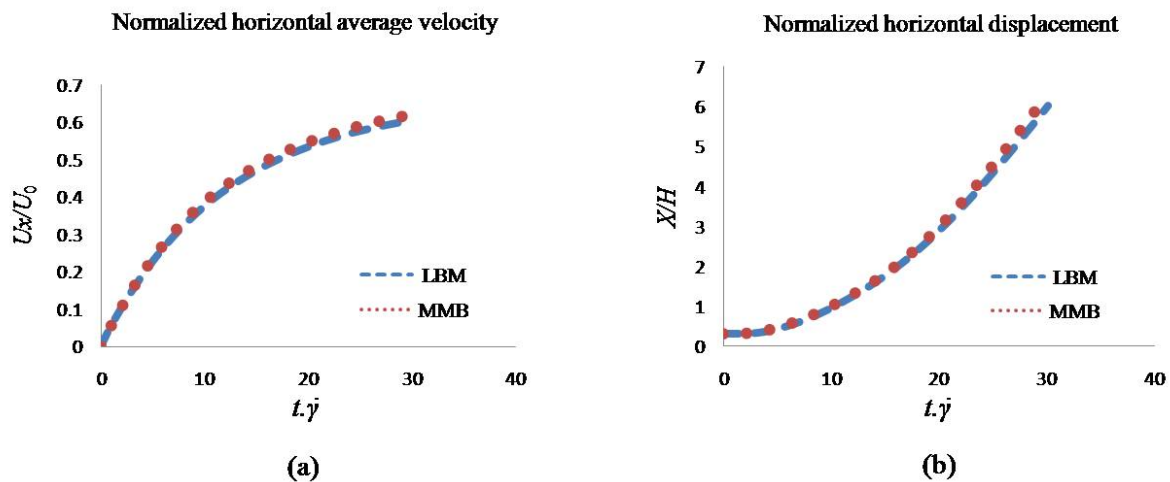 Normalized horizontal average velocity
Ux/U₀
0.7
0.6
0.5
0.4
0.3
0.2
0.1
0
LBM
MMB
0
10
20
30
40
t.γ̇
(a)
Normalized horizontal displacement
X/H
7
6
5
4
3
2
1
0
LBM
MMB
0
10
20
30
40
t.γ̇
(b)